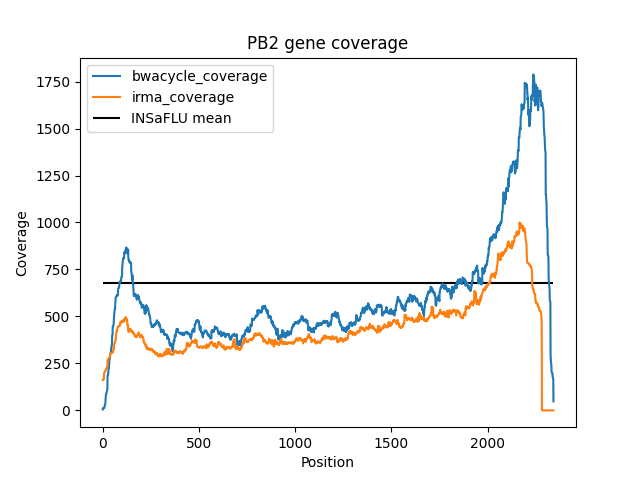 PB2 gene coverage
bwacycle_coverage
irma_coverage
INSaFLU mean
Coverage
1750
1500
1250
1000
750
500
250
0
0 500 1000 1500 2000
Position